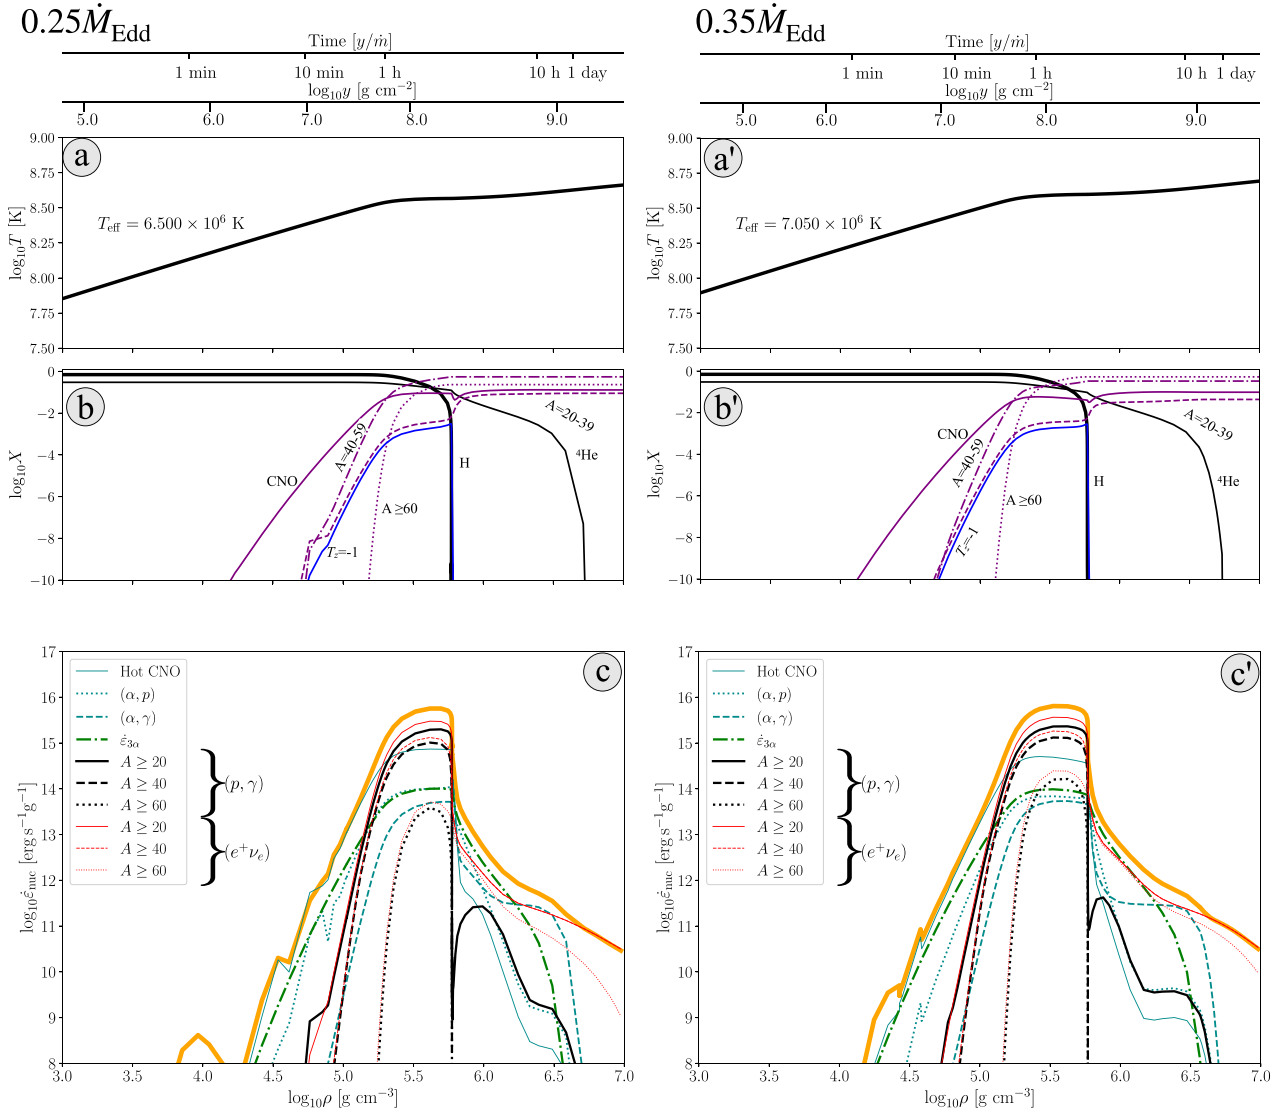 0.25Ṁ_Edd
Time [y/ṁ]
1 min 10 min 1 h 10 h 1 day
log₁₀y [g cm⁻²]
5.0 6.0 7.0 8.0 9.0
a
9.00
8.75
8.50
8.25
8.00
7.75
7.50
log₁₀T [K]
T_eff = 6.500 × 10⁶ K
b
0
−2
−4
−6
−8
−10
log₁₀X
CNO
A=40-59
A ≥60
T_z=-1
H
A=20-39
⁴He
c
17
16
15
14
13
12
11
10
9
8
log₁₀ε̇_nuc [erg s⁻¹g⁻¹]
Hot CNO
(α, p)
(α, γ)
ε̇_3α
A ≥ 20
A ≥ 40
A ≥ 60
(p, γ)
A ≥ 20
A ≥ 40
A ≥ 60
(e⁺ν_e)
3.0 4.0 4.5 5.0 5.5 6.0 6.5 7.0
log₁₀ρ [g cm⁻³]
0.35Ṁ_Edd
Time [y/ṁ]
1 min 10 min 1 h 10 h 1 day
log₁₀y [g cm⁻²]
5.0 6.0 7.0 8.0 9.0
a'
9.00
8.75
8.50
8.25
8.00
7.75
7.50
log₁₀T [K]
T_eff = 7.050 × 10⁶ K
b'
0
−2
−4
−6
−8
−10
log₁₀X
CNO
A=40-59
A ≥60
T_z=-1
H
A=20-39
⁴He
c'
17
16
15
14
13
12
11
10
9
8
log₁₀ε̇_nuc [erg s⁻¹g⁻¹]
Hot CNO
(α, p)
(α, γ)
ε̇_3α
A ≥ 20
A ≥ 40
A ≥ 60
(p, γ)
A ≥ 20
A ≥ 40
A ≥ 60
(e⁺ν_e)
3.0 4.0 4.5 5.0 5.5 6.0 6.5 7.0
log₁₀ρ [g cm⁻³]